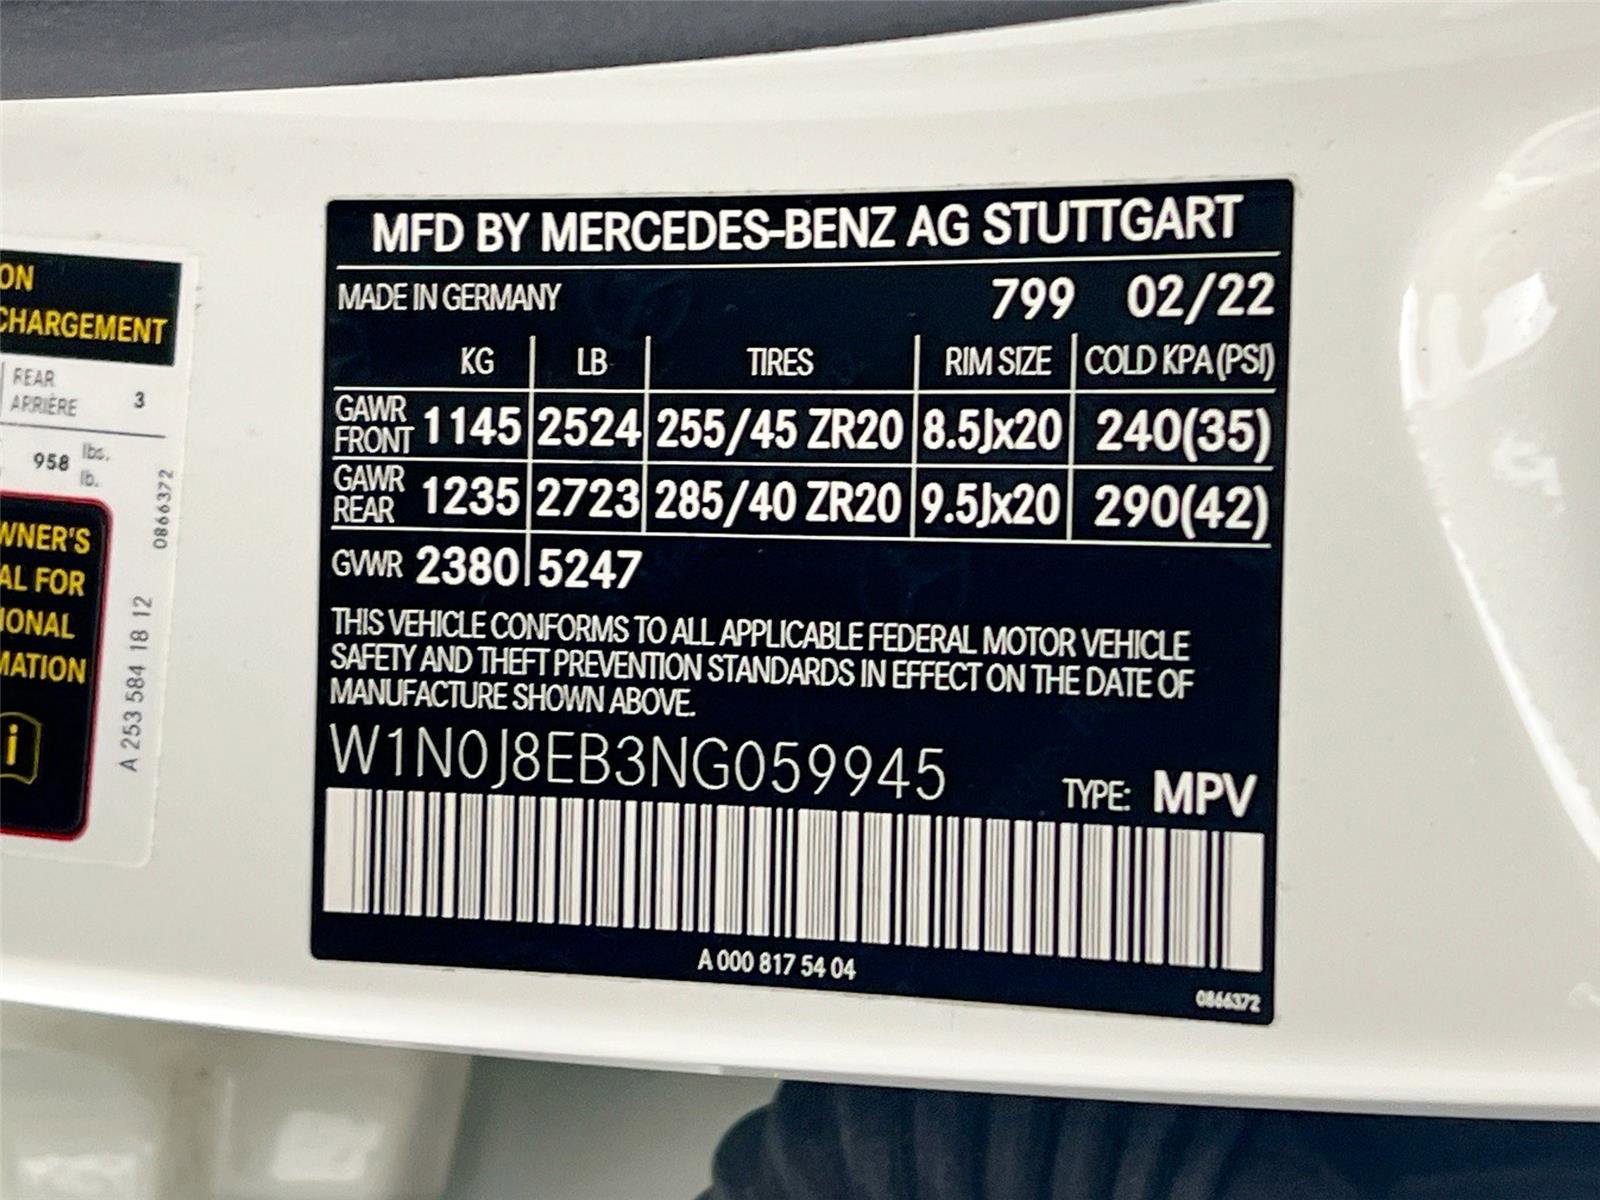 ON
CHARGEMENT
REAR
ARRIÈRE 3
958 lbs.
lb.
WNER'S
AL FOR
IONAL
MATION
i
A 253 584 18 12
0866372
MFD BY MERCEDES-BENZ AG STUTTGART
MADE IN GERMANY 799 02/22
KG LB TIRES RIM SIZE COLD KPA(PSI)
GAWR
FRONT 1145 2524 255/45 ZR20 8.5Jx20 240(35)
GAWR
REAR 1235 2723 285/40 ZR20 9.5Jx20 290(42)
GVWR 2380 5247
THIS VEHICLE CONFORMS TO ALL APPLICABLE FEDERAL MOTOR VEHICLE
SAFETY AND THEFT PREVENTION STANDARDS IN EFFECT ON THE DATE OF
MANUFACTURE SHOWN ABOVE.
W1N0J8EB3NG059945 TYPE: MPV
A 000 817 54 04
0866372